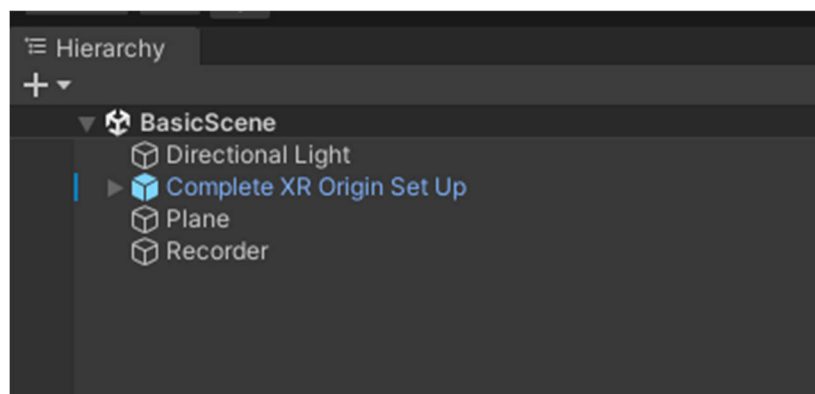 Hierarchy
BasicScene
Directional Light
Complete XR Origin Set Up
Plane
Recorder